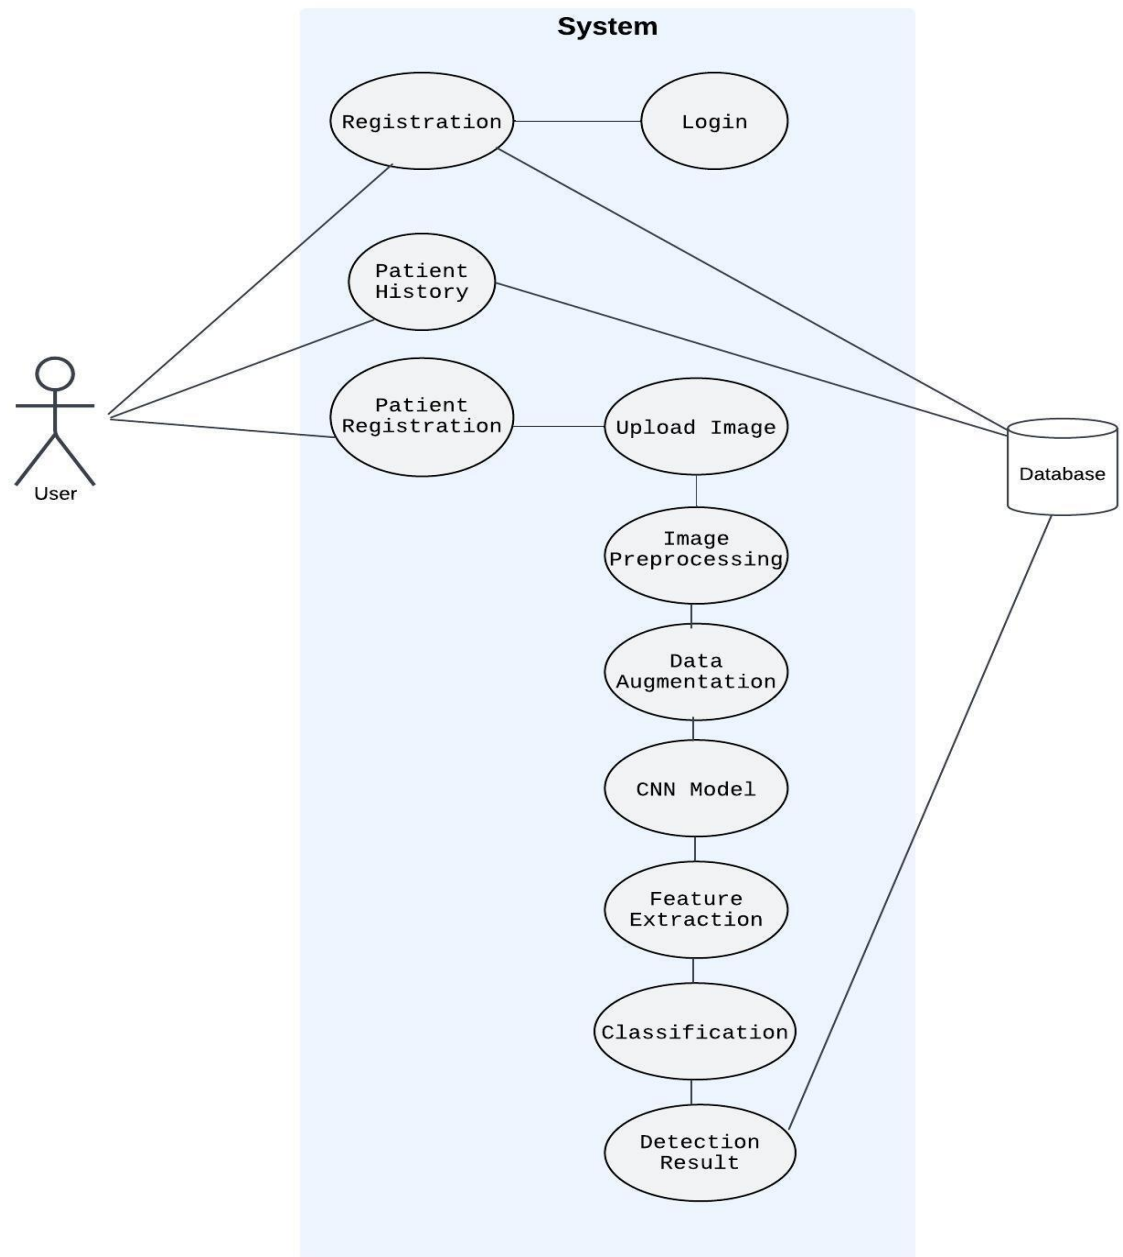 System
Registration
Login
Patient
History
Patient
Registration
Upload Image
User
Database
Image
Preprocessing
Data
Augmentation
CNN Model
Feature
Extraction
Classification
Detection
Result